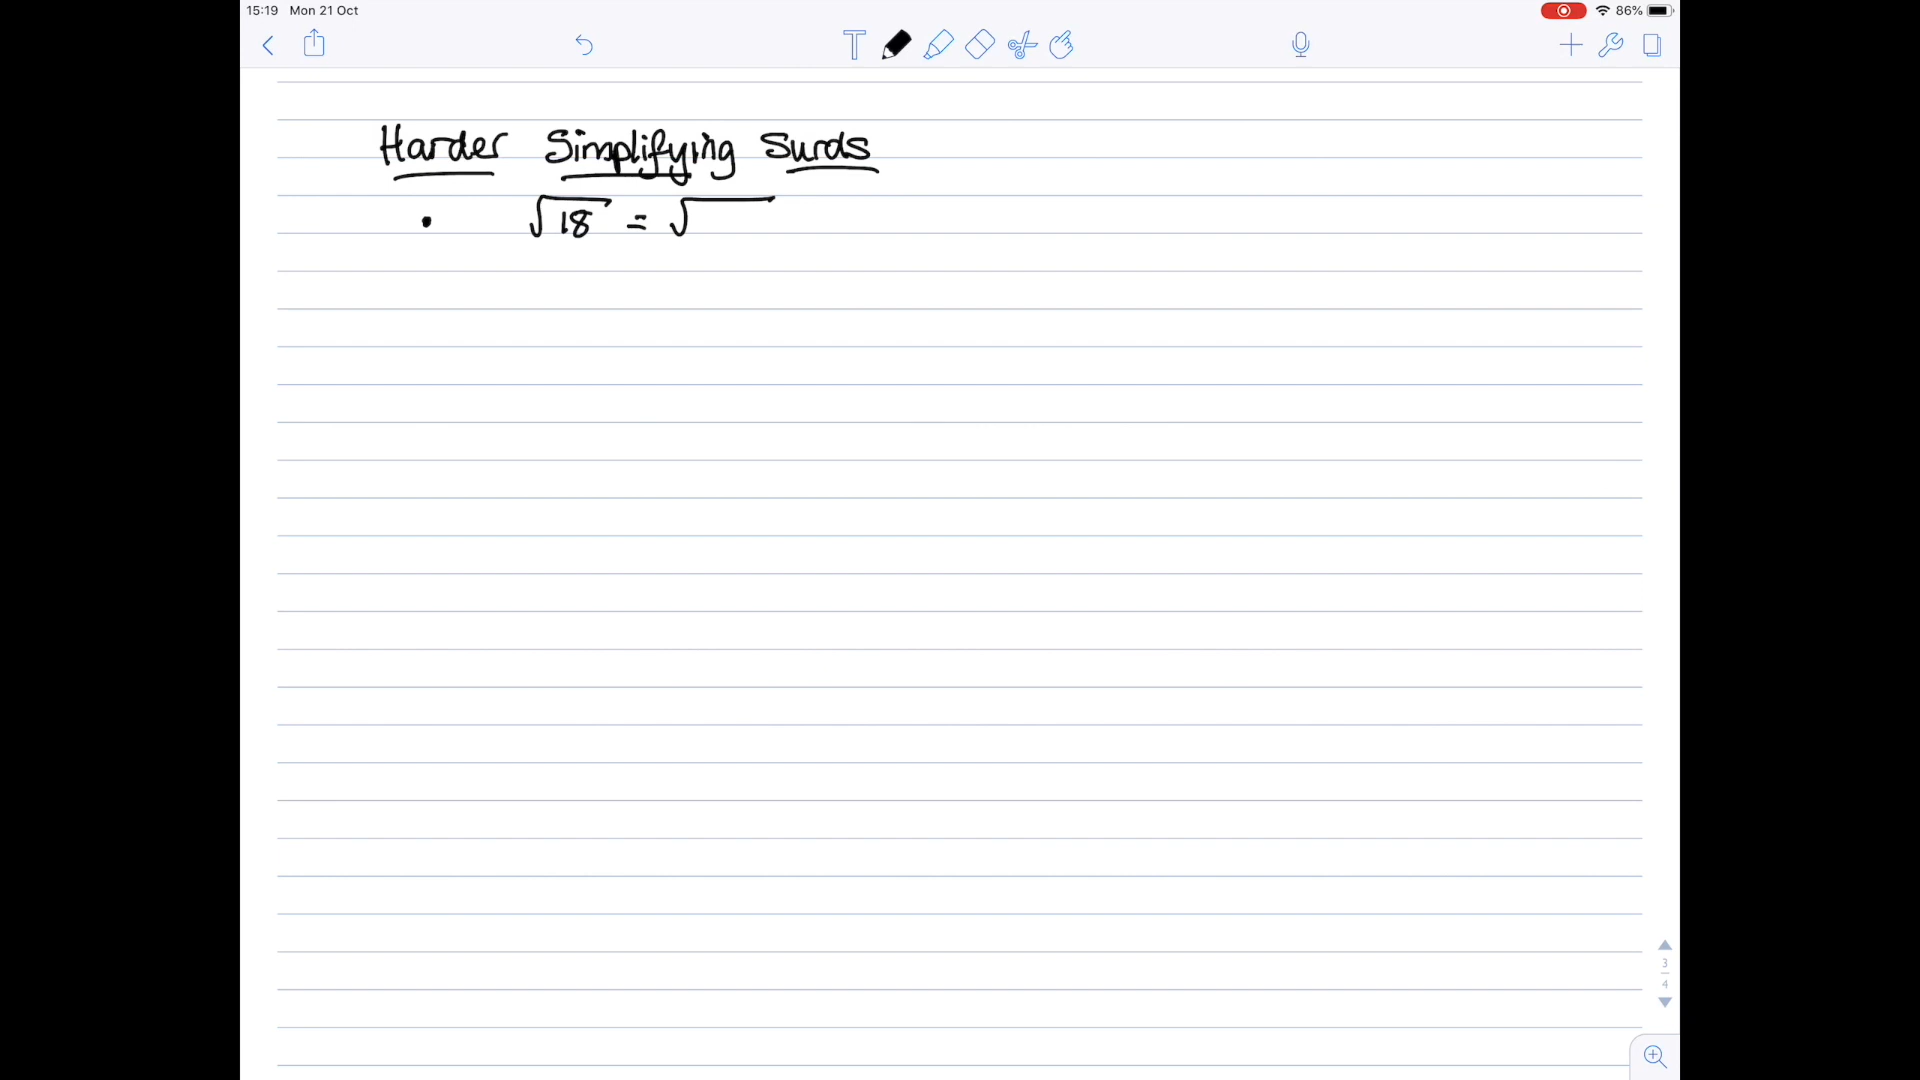 15:19 Mon 21 Oct 86%
T
Harder Simplifying Surds
• √18 = √
3
4